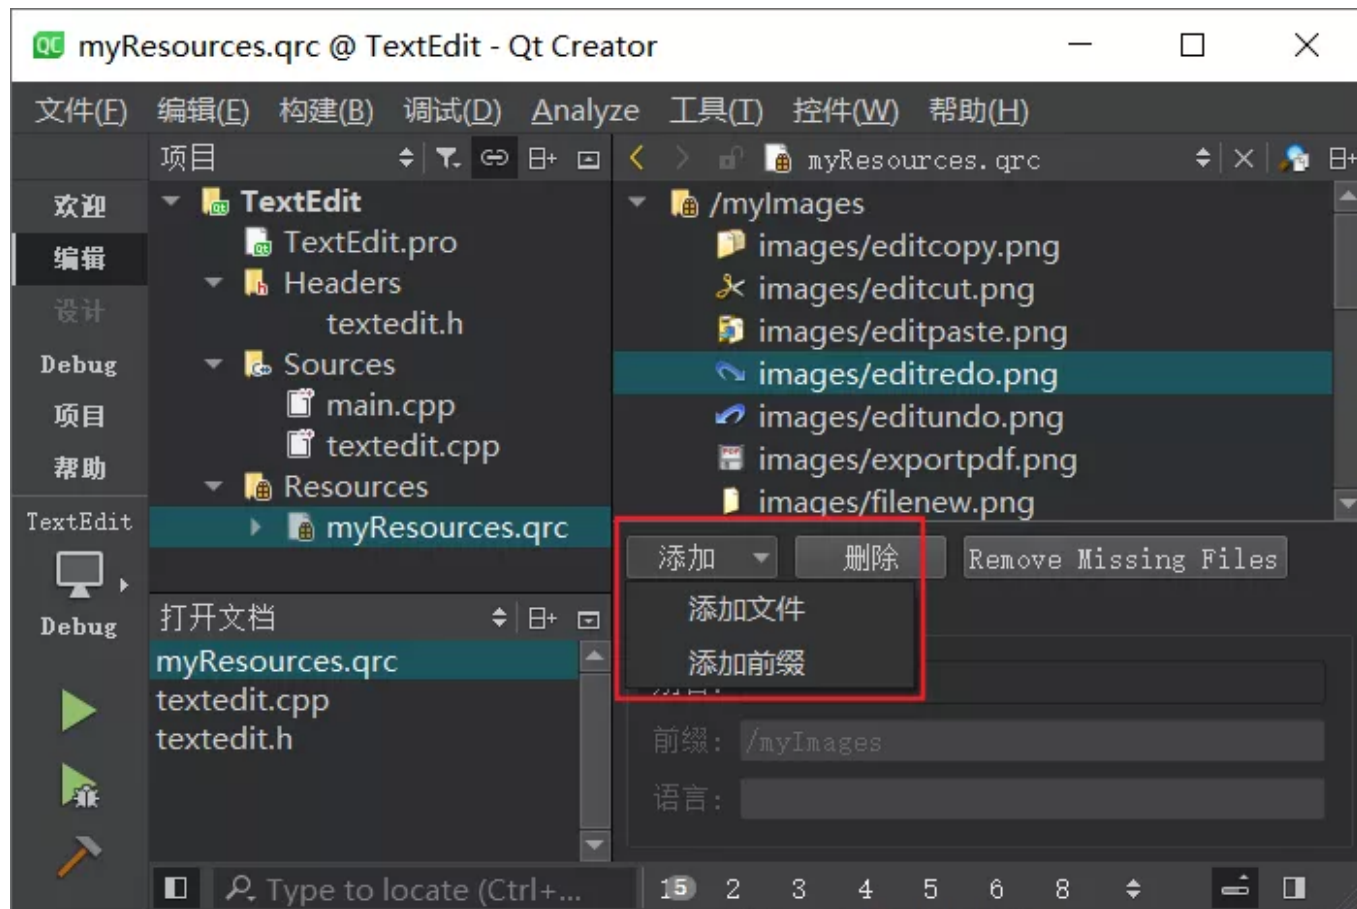 myResources.qrc @ TextEdit - Qt Creator
文件(F) 编辑(E) 构建(B) 调试(D) Analyze 工具(T) 控件(W) 帮助(H)
项目
myResources.qrc
欢迎
编辑
设计
Debug
项目
帮助
TextEdit
Debug
TextEdit
TextEdit.pro
Headers
textedit.h
Sources
main.cpp
textedit.cpp
Resources
myResources.qrc
打开文档
myResources.qrc
textedit.cpp
textedit.h
/myImages
images/editcopy.png
images/editcut.png
images/editpaste.png
images/editredo.png
images/editundo.png
images/exportpdf.png
images/filenew.png
添加 删除 Remove Missing Files
添加文件
添加前缀
前缀: /myImages
语言:
Type to locate (Ctrl+...
1 5 2 3 4 5 6 8